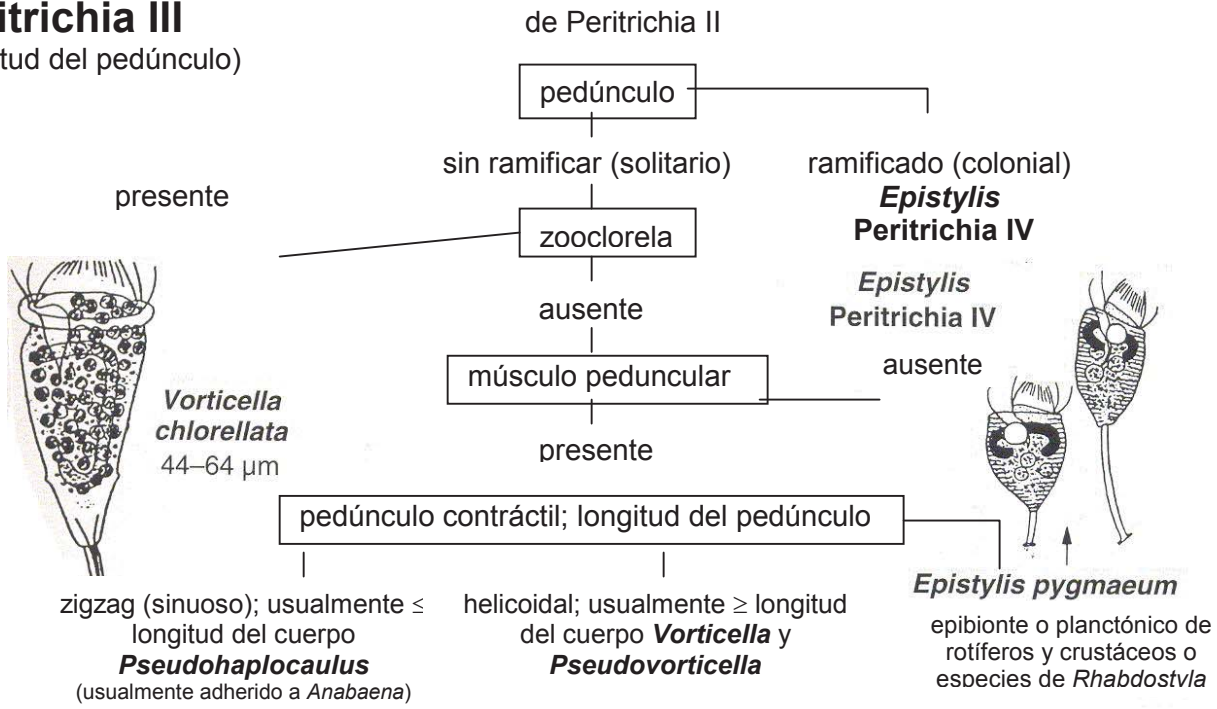 itrichia III
tud del pedúnculo)
de Peritrichia II
pedúnculo
sin ramificar (solitario)
ramificado (colonial)
Epistylis
Peritrichia IV
presente
zooclorela
ausente
Epistylis
Peritrichia IV
ausente
músculo peduncular
Vorticella
chlorellata
44–64 µm
presente
pedúnculo contráctil; longitud del pedúnculo
zigzag (sinuoso); usualmente ≤
longitud del cuerpo
Pseudohaplocaulus
(usualmente adherido a Anabaena)
helicoidal; usualmente ≥ longitud
del cuerpo Vorticella y
Pseudovorticella
Epistylis pygmaeum
epibionte o planctónico de
rotíferos y crustáceos o
especies de Rhabdostyla